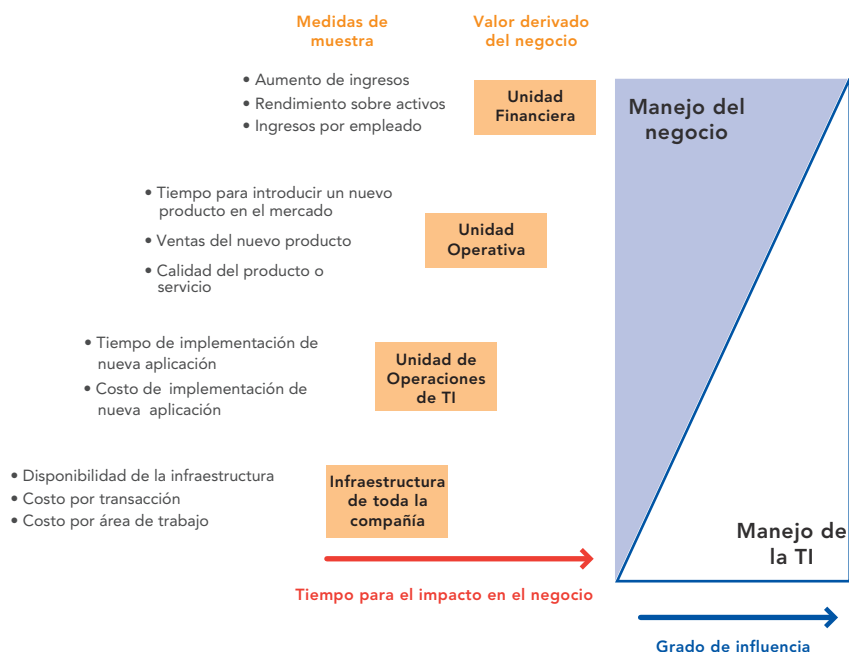 Medidas de
muestra
Valor derivado
del negocio
• Aumento de ingresos
• Rendimiento sobre activos
• Ingresos por empleado
Unidad
Financiera
Manejo del
negocio
• Tiempo para introducir un nuevo
producto en el mercado
• Ventas del nuevo producto
• Calidad del producto o
servicio
Unidad
Operativa
• Tiempo de implementación de
nueva aplicación
• Costo de implementación de
nueva aplicación
Unidad de
Operaciones
de TI
• Disponibilidad de la infraestructura
• Costo por transacción
• Costo por área de trabajo
Infraestructura
de toda la
compañía
Manejo de
la TI
Tiempo para el impacto en el negocio
Grado de influencia